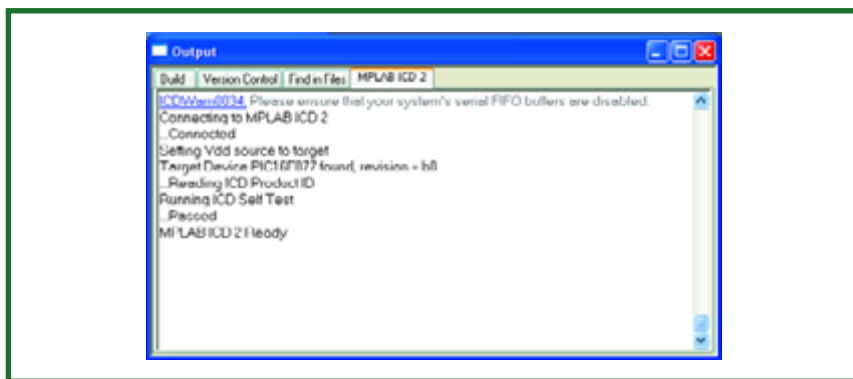 Output
Build Version Control Find in Files MPLAB ICD 2
ICDWarn0034: Please ensure that your system's serial FIFO buffers are disabled.
Connecting to MPLAB ICD 2
...Connected
Setting Vdd source to target
Target Device PIC16F877 found, revision = b8
...Reading ICD Product ID
Running ICD Self Test
...Passed
MPLAB ICD 2 Ready